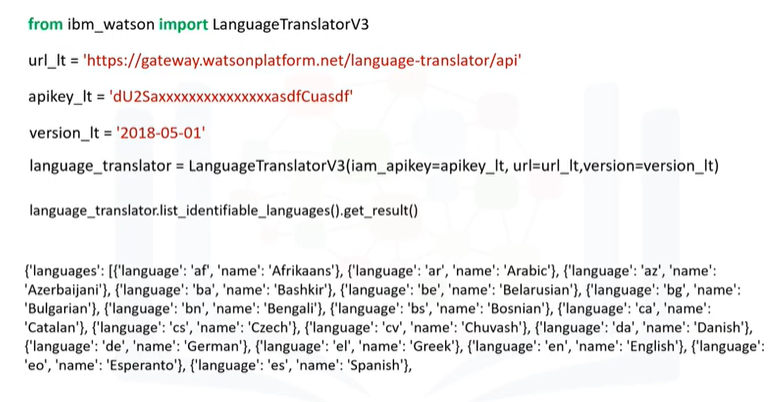 from ibm_watson import LanguageTranslatorV3
url_lt = 'https://gateway.watsonplatform.net/language-translator/api'
apikey_lt = 'dU2SaxxxxxxxxxxxxxxxxasdfCuasdf'
version_lt = '2018-05-01'
language_translator = LanguageTranslatorV3(iam_apikey=apikey_lt, url=url_lt,version=version_lt)
language_translator.list_identifiable_languages().get_result()
{'languages': [{'language': 'af', 'name': 'Afrikaans'}, {'language': 'ar', 'name': 'Arabic'}, {'language': 'az', 'name':
'Azerbaijani'}, {'language': 'ba', 'name': 'Bashkir'}, {'language': 'be', 'name': 'Belarusian'}, {'language': 'bg', 'name':
'Bulgarian'}, {'language': 'bn', 'name': 'Bengali'}, {'language': 'bs', 'name': 'Bosnian'}, {'language': 'ca', 'name':
'Catalan'}, {'language': 'cs', 'name': 'Czech'}, {'language': 'cv', 'name': 'Chuvash'}, {'language': 'da', 'name': 'Danish'},
{'language': 'de', 'name': 'German'}, {'language': 'el', 'name': 'Greek'}, {'language': 'en', 'name': 'English'}, {'language':
'eo', 'name': 'Esperanto'}, {'language': 'es', 'name': 'Spanish'},